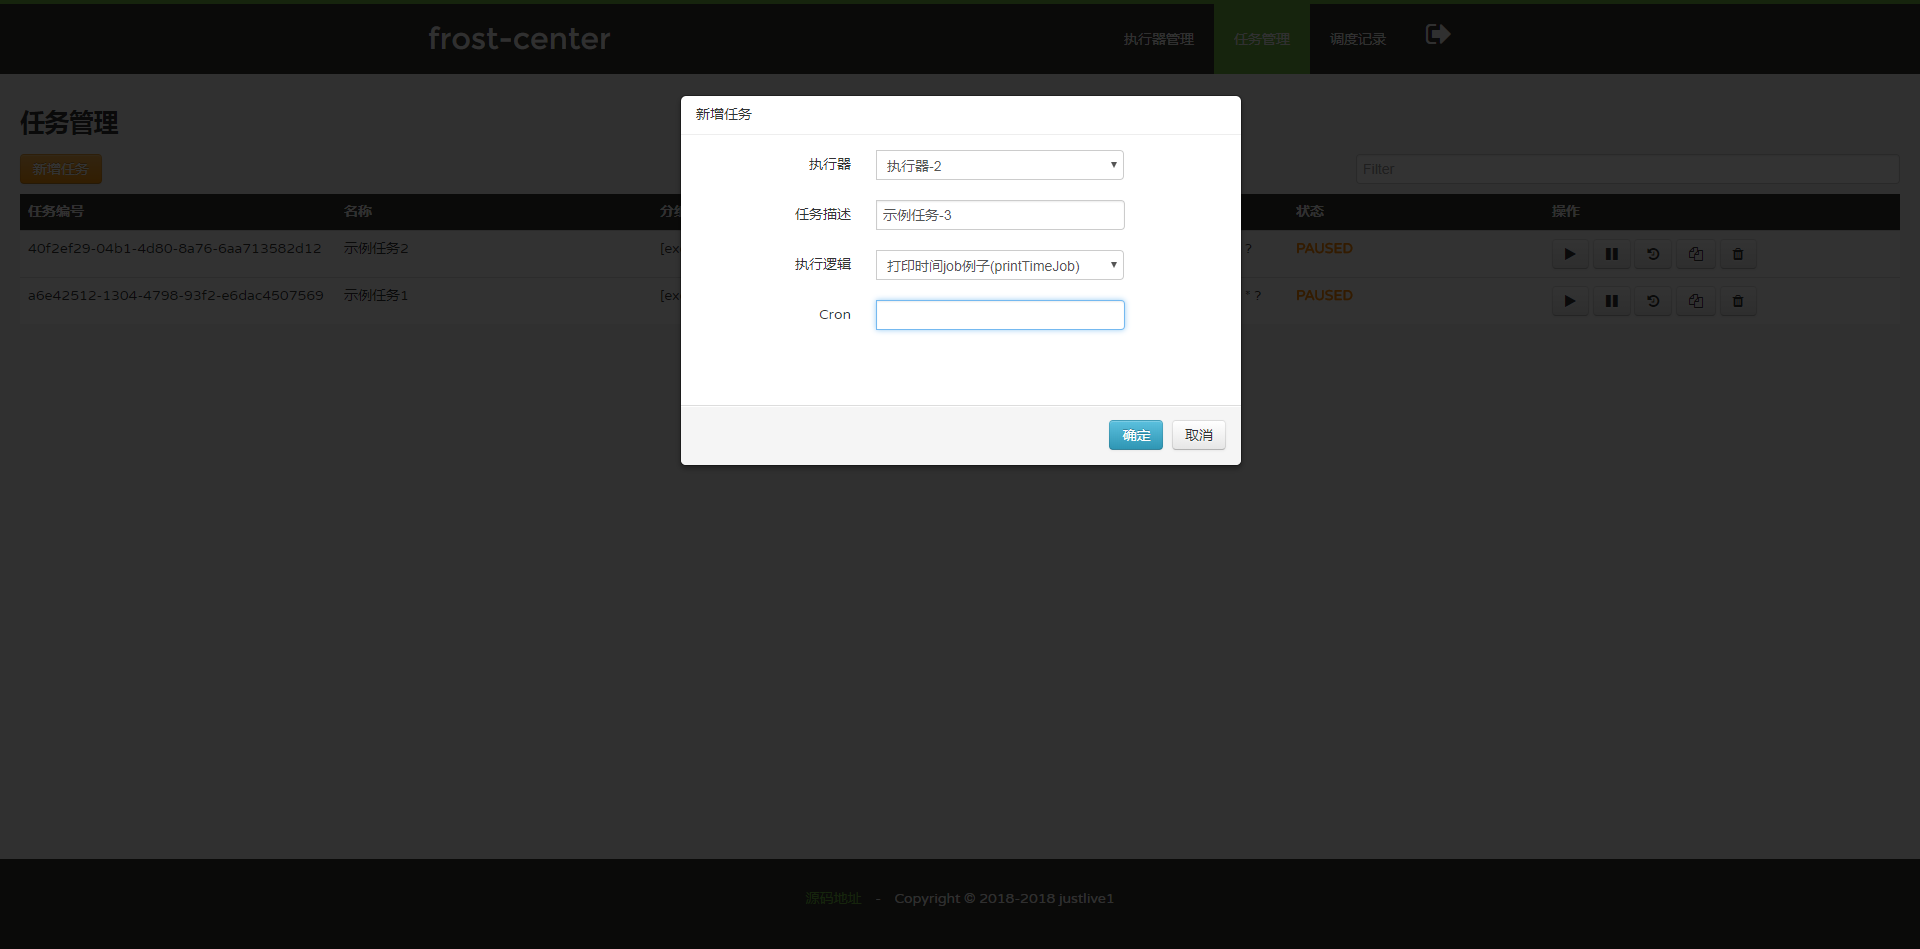 frost-center
执行器管理 任务管理 调度记录
任务管理
新增任务
Filter
任务编号 名称 状态 操作
40f2ef29-04b1-4d80-8a76-6aa713582d12 示例任务2 [ex ? PAUSED
a6e42512-1304-4798-93f2-e6dac4507569 示例任务1 [ex * ? PAUSED
新增任务
执行器 执行器-2
任务描述 示例任务-3
执行逻辑 打印时间job例子(printTimeJob)
Cron
确定 取消
源码地址 - Copyright © 2018-2018 justlive1